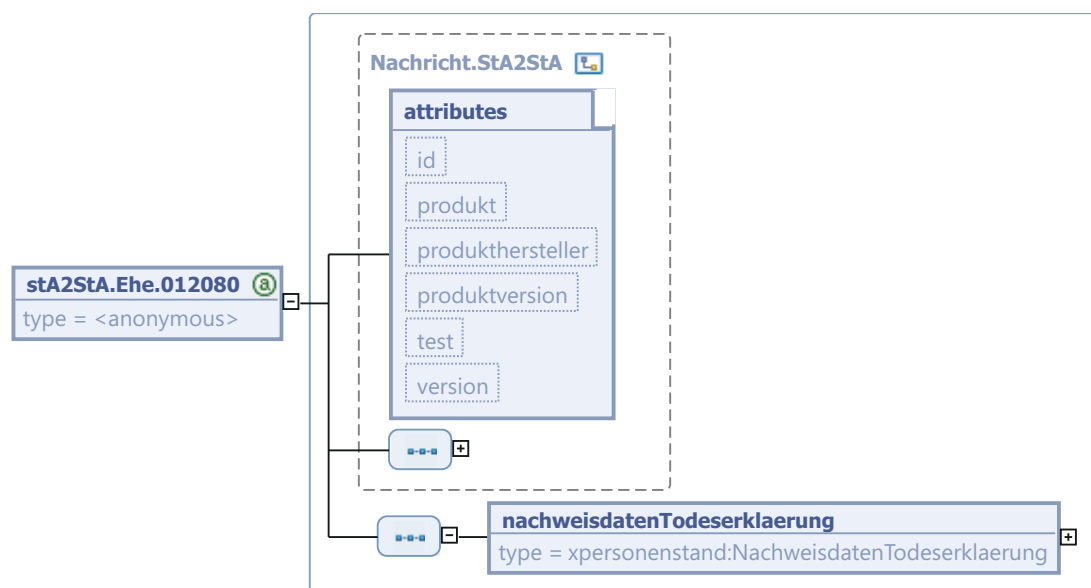 Nachricht.StA2StA
attributes
id
produkt
produkthersteller
produktversion
test
version
stA2StA.Ehe.012080 @
type = <anonymous>
nachweisdatenTodeserklaerung
type = xpersonenstand:NachweisdatenTodeserklaerung